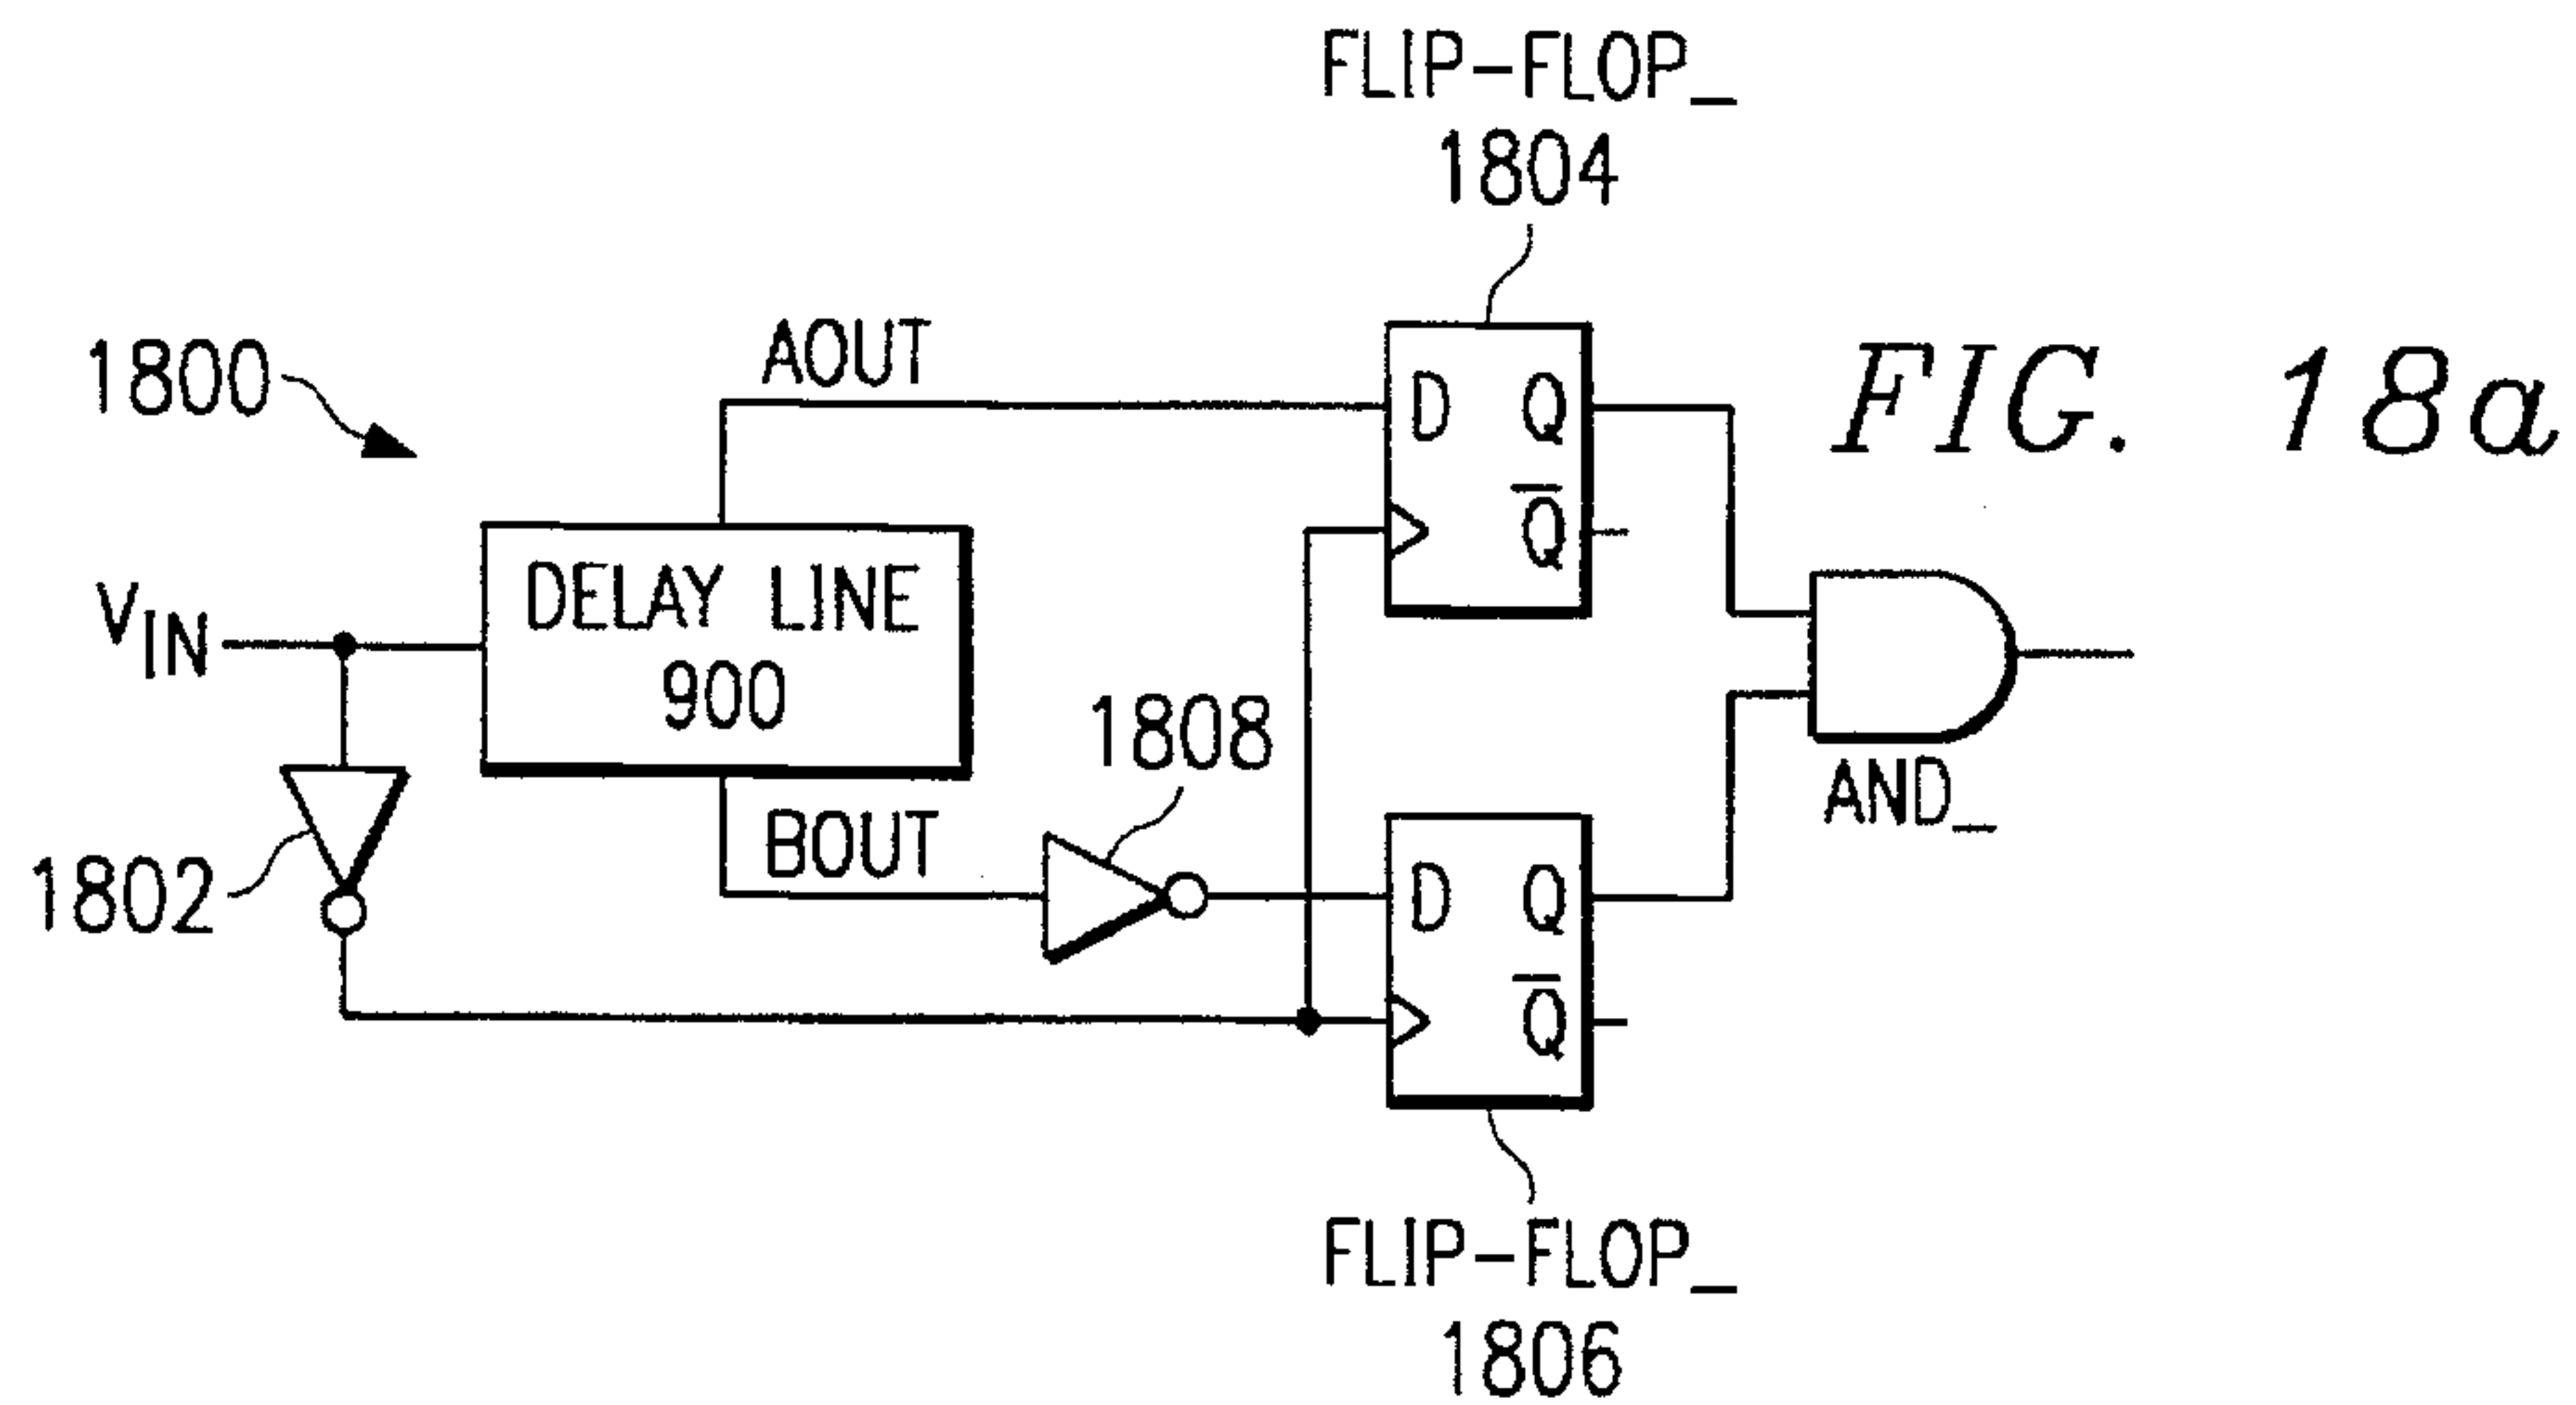 FLIP-FLOP_
1804
1800
AOUT
FIG. 18a
D Q
Q
VIN
DELAY LINE
900
1808
AND_
BOUT
1802
D Q
Q
FLIP-FLOP_
1806